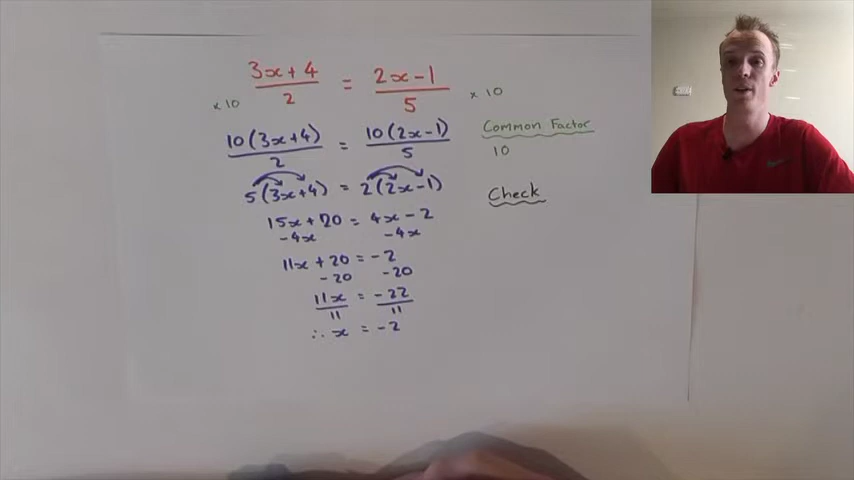 3x+4/2 = 2x-1/5
×10 ×10
10(3x+4)/2 = 10(2x-1)/5
Common Factor
10
5(3x+4) = 2(2x-1)
Check
15x+20 = 4x-2
-4x -4x
11x+20 = -2
-20 -20
11x/11 = -22/11
∴ x = -2